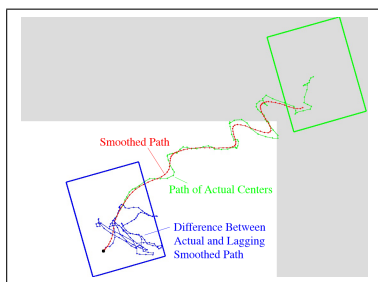 Smoothed Path
Path of Actual Centers
Difference Between
Actual and Lagging
Smoothed Path